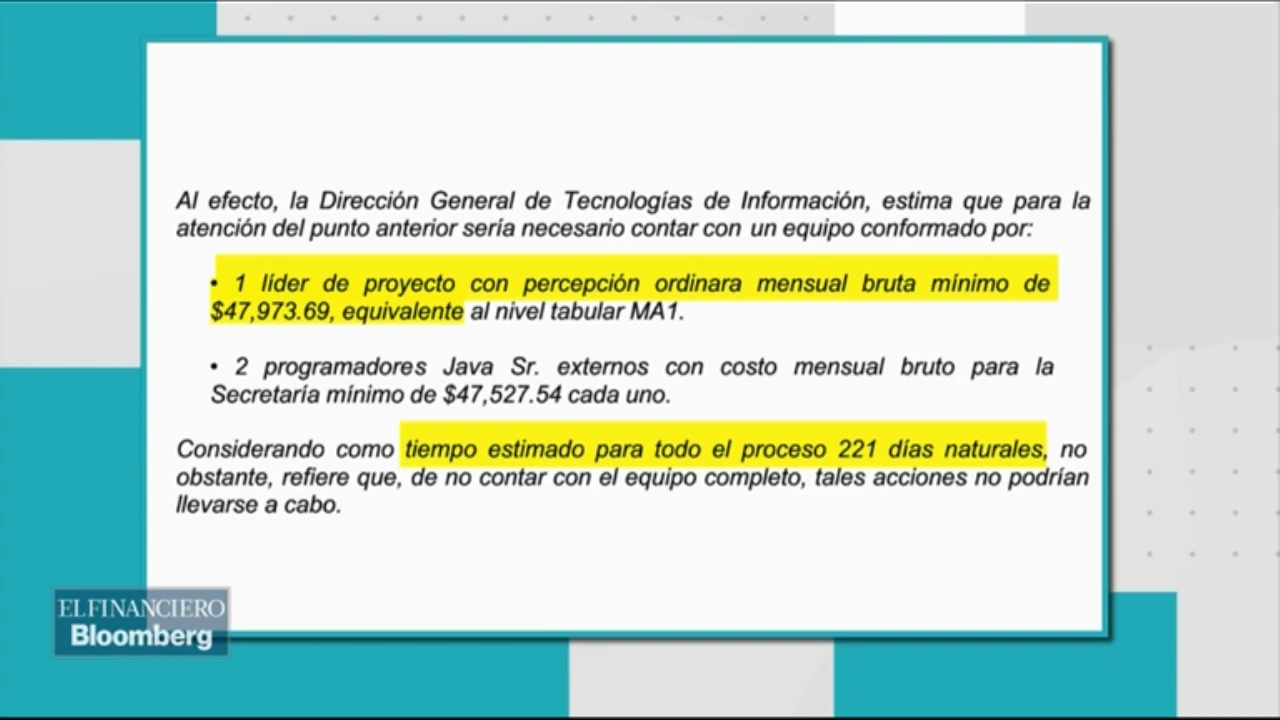 Al efecto, la Dirección General de Tecnologías de Información, estima que para la
atención del punto anterior sería necesario contar con un equipo conformado por:
• 1 líder de proyecto con percepción ordinara mensual bruta mínimo de
$47,973.69, equivalente al nivel tabular MA1.
• 2 programadores Java Sr. externos con costo mensual bruto para la
Secretaría mínimo de $47,527.54 cada uno.
Considerando como tiempo estimado para todo el proceso 221 días naturales, no
obstante, refiere que, de no contar con el equipo completo, tales acciones no podrían
llevarse a cabo.
EL FINANCIERO
Bloomberg